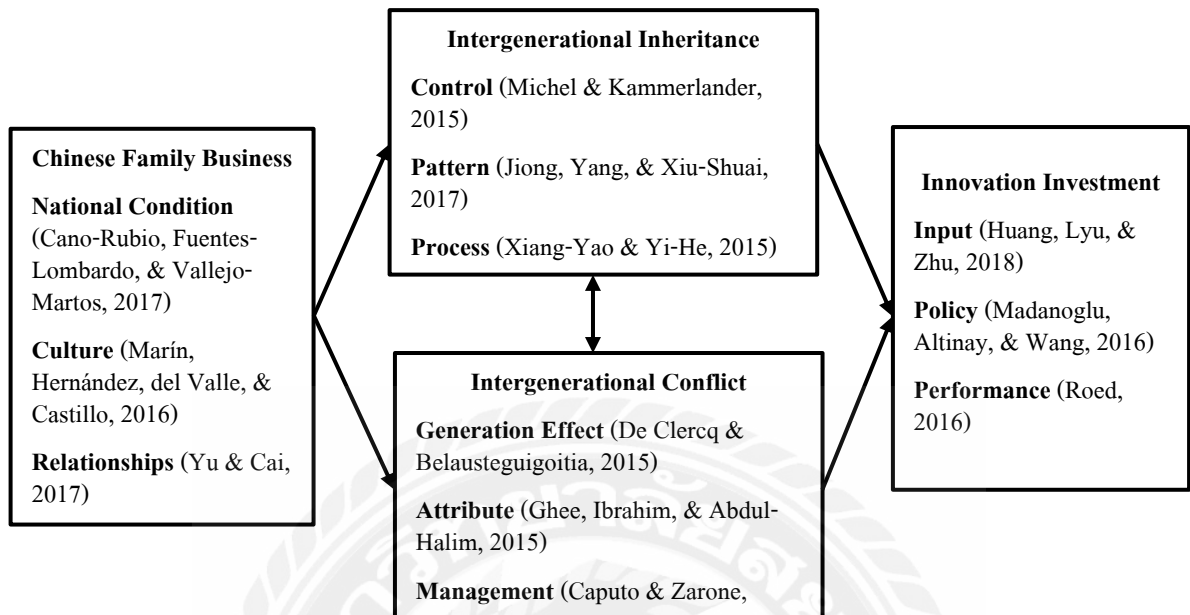 Chinese Family Business
National Condition
(Cano-Rubio, Fuentes-
Lombardo, & Vallejo-
Martos, 2017)
Culture (Marín,
Hernández, del Valle, &
Castillo, 2016)
Relationships (Yu & Cai,
2017)
Intergenerational Inheritance
Control (Michel & Kammerlander,
2015)
Pattern (Jiong, Yang, & Xiu-Shuai,
2017)
Process (Xiang-Yao & Yi-He, 2015)
Intergenerational Conflict
Generation Effect (De Clercq &
Belausteguigoitia, 2015)
Attribute (Ghee, Ibrahim, & Abdul-
Halim, 2015)
Management (Caputo & Zarone,
Innovation Investment
Input (Huang, Lyu, &
Zhu, 2018)
Policy (Madanoglu,
Altinay, & Wang, 2016)
Performance (Roed,
2016)